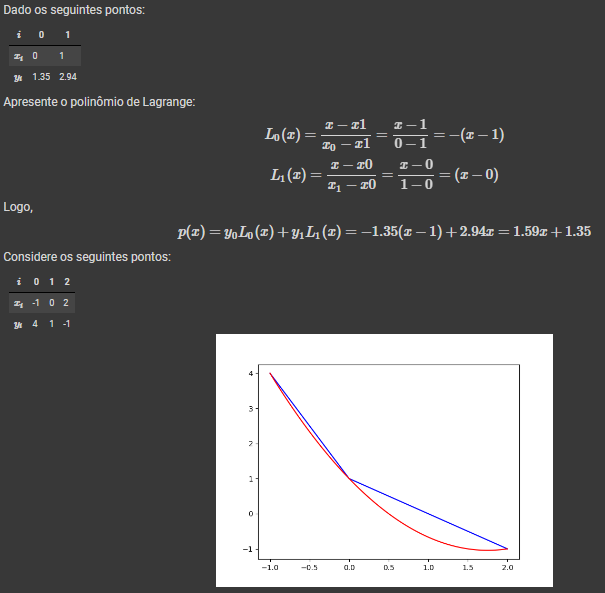 Dado os seguintes pontos:
i 0 1
x_i 0 1
y_i 1.35 2.94
Apresente o polinômio de Lagrange:
L_0(x) = \frac{x - x1}{x_0 - x1} = \frac{x - 1}{0 - 1} = -(x - 1)
L_1(x) = \frac{x - x0}{x_1 - x0} = \frac{x - 0}{1 - 0} = (x - 0)
Logo,
p(x) = y_0L_0(x) + y_1L_1(x) = -1.35(x - 1) + 2.94x = 1.59x + 1.35
Considere os seguintes pontos:
i 0 1 2
x_i -1 0 2
y_i 4 1 -1
4
3
2
1
0
−1
−1.0 −0.5 0.0 0.5 1.0 1.5 2.0